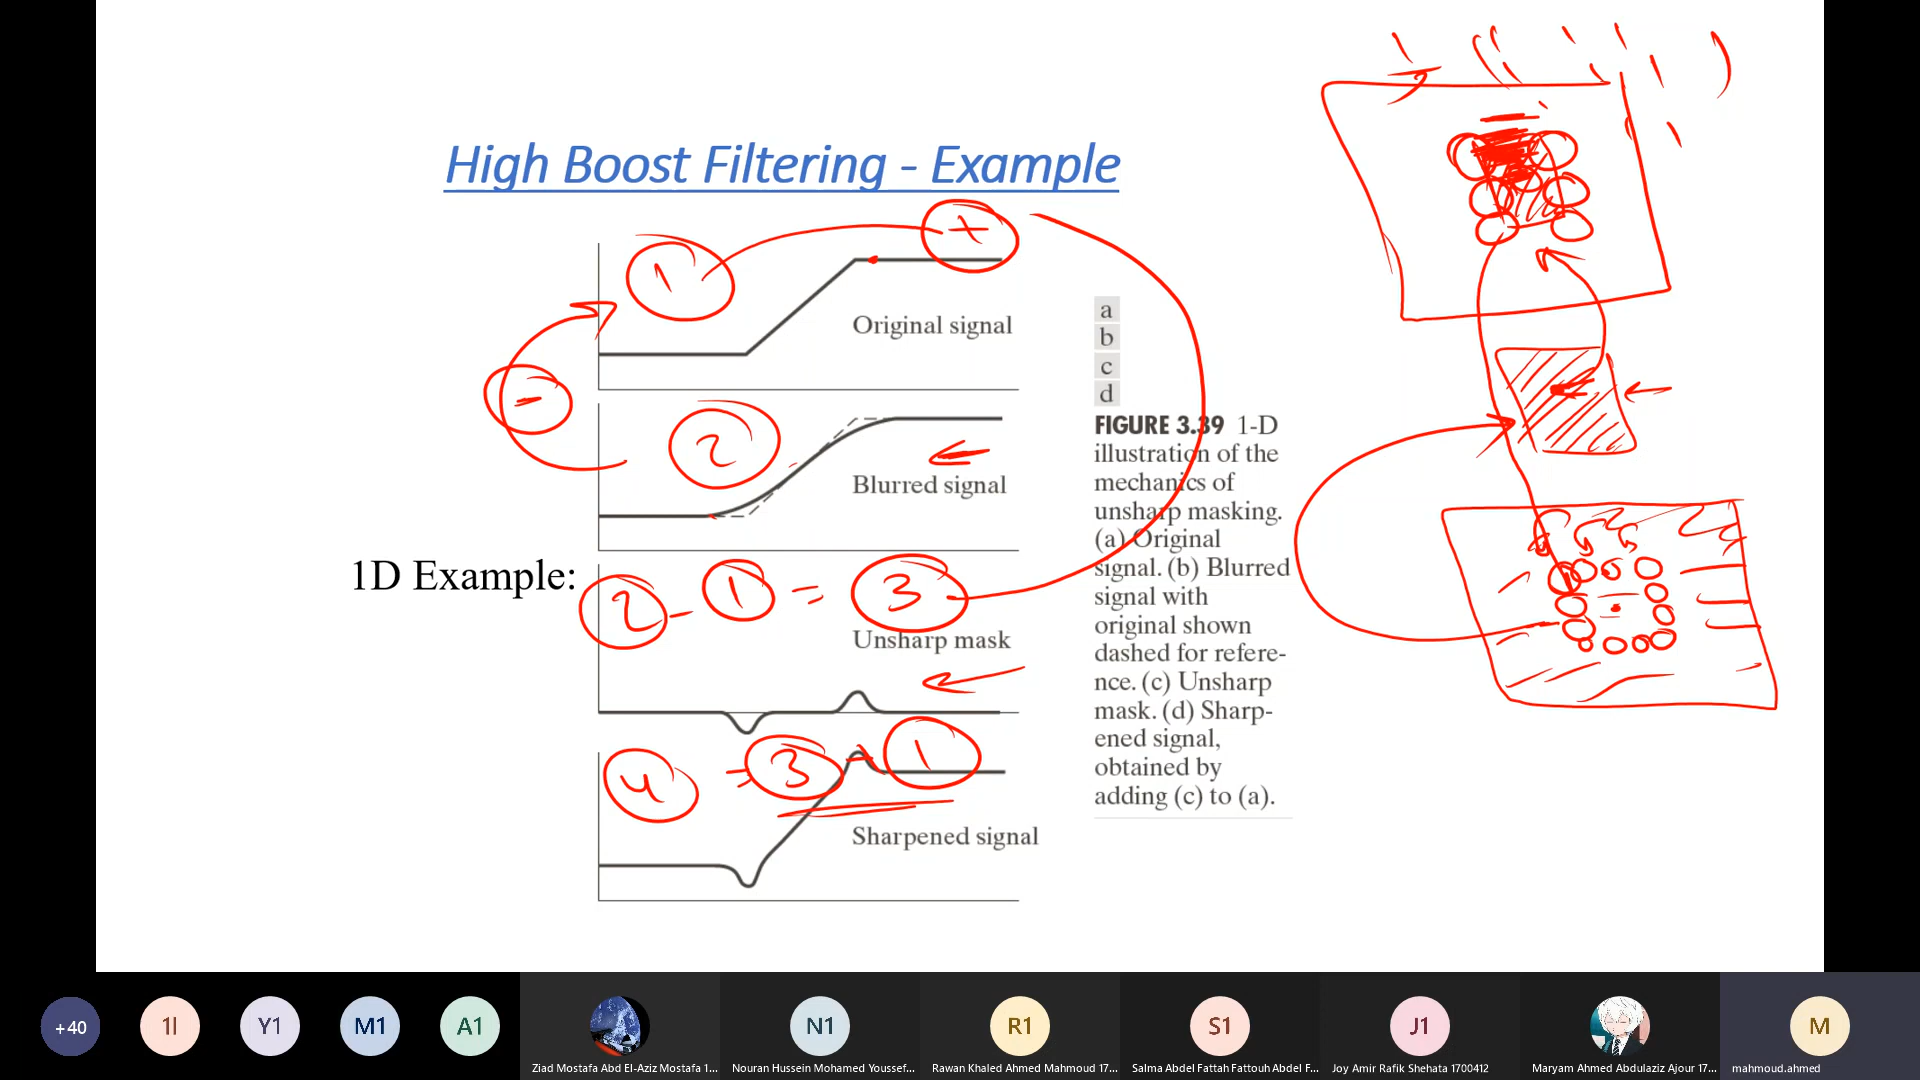 High Boost Filtering - Example
+
1
Original signal
-
2
Blurred signal
1D Example:
2 - 1 = 3
Unsharp mask
4 = 3 + 1
Sharpened signal
a
b
c
d
FIGURE 3.39 1-D
illustration of the
mechanics of
unsharp masking.
(a) Original
signal. (b) Blurred
signal with
original shown
dashed for refere-
nce. (c) Unsharp
mask. (d) Sharp-
ened signal,
obtained by
adding (c) to (a).
+40
1I
Y1
M1
A1
N1
R1
S1
J1
M
Ziad Mostafa Abd El-Aziz Mostafa 1...
Nouran Hussein Mohamed Youssef...
Rawan Khaled Ahmed Mahmoud 17...
Salma Abdel Fattah Fattouh Abdel F...
Joy Amir Rafik Shehata 1700412
Maryam Ahmed Abdulaziz Ajour 17...
mahmoud.ahmed